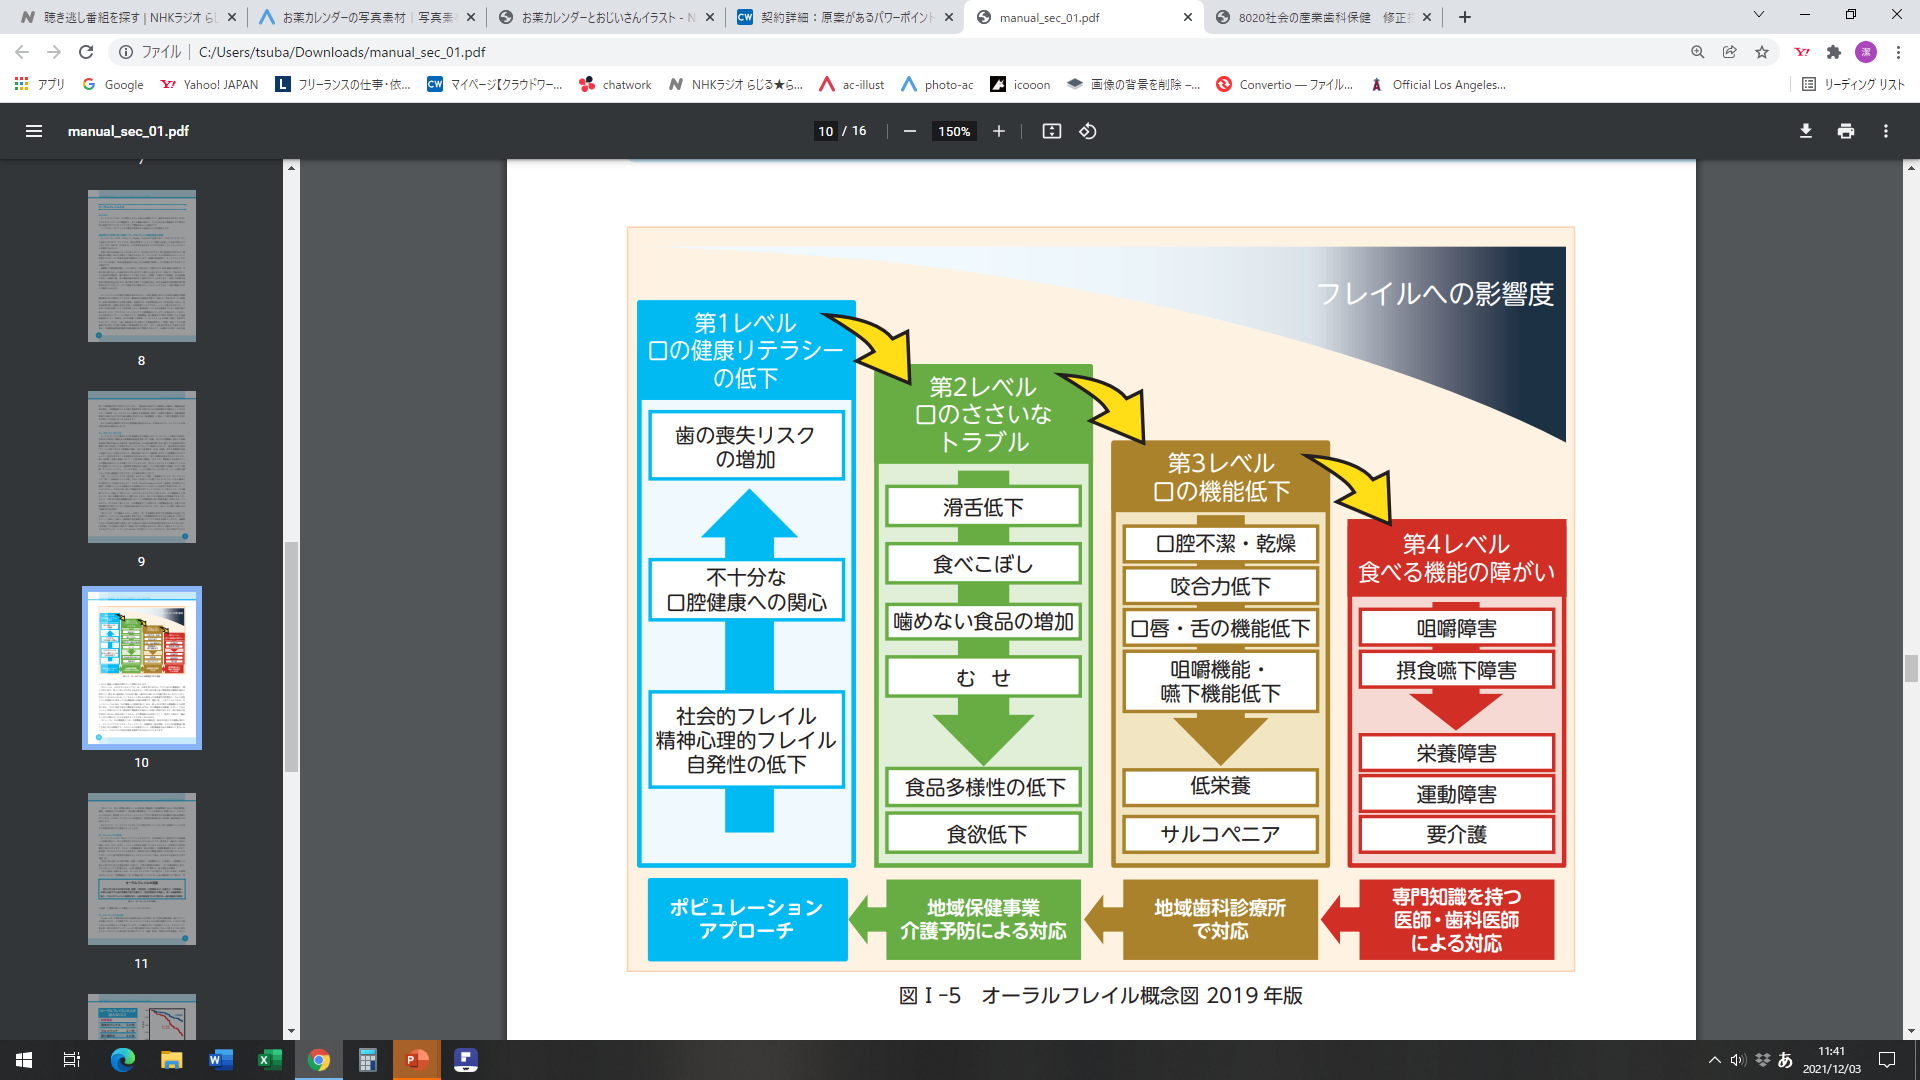 聴き逃し番組を探す | NHKラジオ らじ
お薬カレンダーの写真素材｜写真素
お薬カレンダーとおじいさんイラスト - N
契約詳細：原案があるパワーポイント
manual_sec_01.pdf
8020社会の産業歯科保健　修正
ファイル
C:/Users/tsuba/Downloads/manual_sec_01.pdf
アプリ
Google
Yahoo! JAPAN
フリーランスの仕事・依...
マイページ【クラウドワー...
chatwork
NHKラジオ らじる★ら...
ac-illust
photo-ac
icooon
画像の背景を削除 –...
Convertio — ファイル...
Official Los Angeles...
リーディング リスト
manual_sec_01.pdf
10 / 16
150%
8
9
10
11
フレイルへの影響度
第1レベル
口の健康リテラシー
の低下
歯の喪失リスク
の増加
不十分な
口腔健康への関心
社会的フレイル
精神心理的フレイル
自発性の低下
ポピュレーション
アプローチ
第2レベル
口のささいな
トラブル
滑舌低下
食べこぼし
噛めない食品の増加
むせ
食品多様性の低下
食欲低下
地域保健事業
介護予防による対応
第3レベル
口の機能低下
口腔不潔・乾燥
咬合力低下
口唇・舌の機能低下
咀嚼機能・
嚥下機能低下
低栄養
サルコペニア
地域歯科診療所
で対応
第4レベル
食べる機能の障がい
咀嚼障害
摂食嚥下障害
栄養障害
運動障害
要介護
専門知識を持つ
医師・歯科医師
による対応
図Ⅰ-5　オーラルフレイル概念図 2019 年版
あ
11:41
2021/12/03